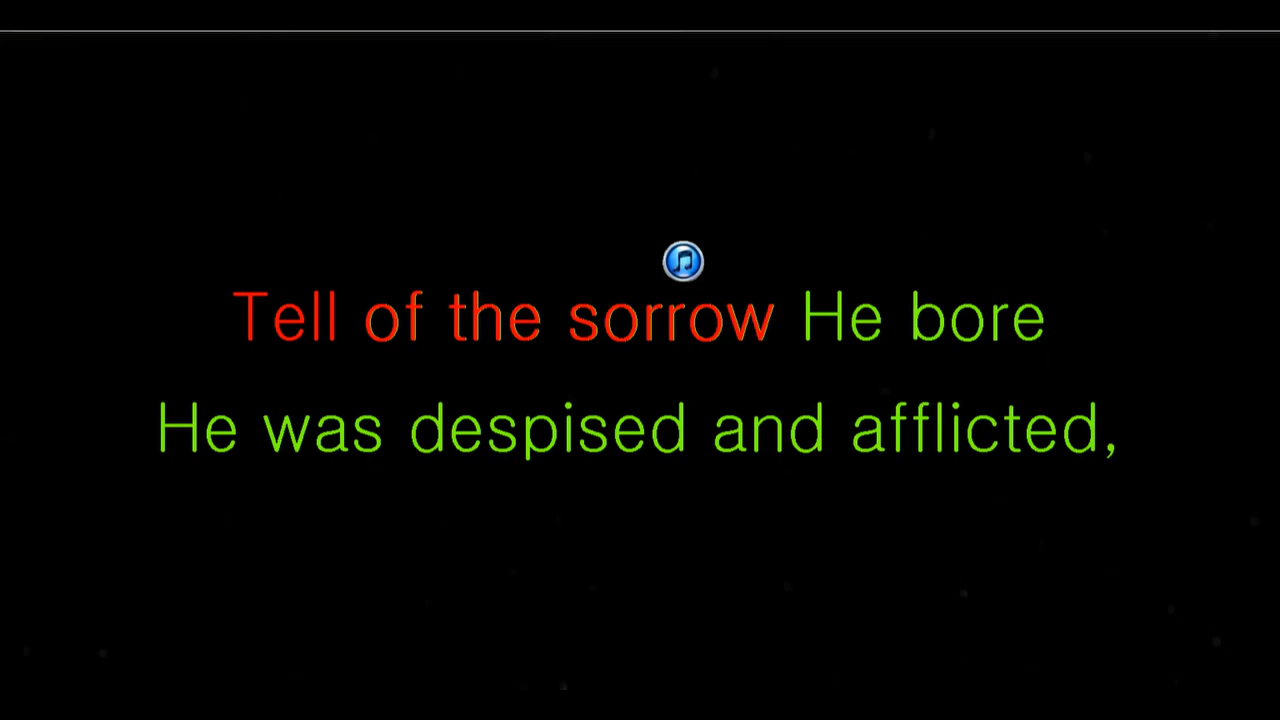 Tell of the sorrow He bore
He was despised and afflicted,